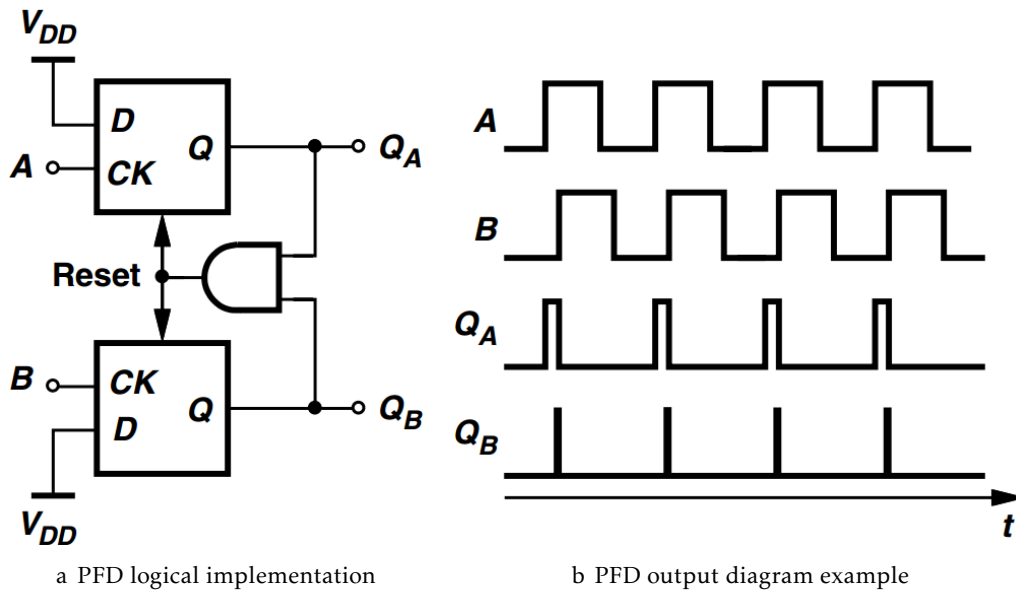 VDD
D
A
CK
Q
QA
Reset
B
CK
Q
QB
D
VDD
a PFD logical implementation
A
B
QA
QB
t
b PFD output diagram example